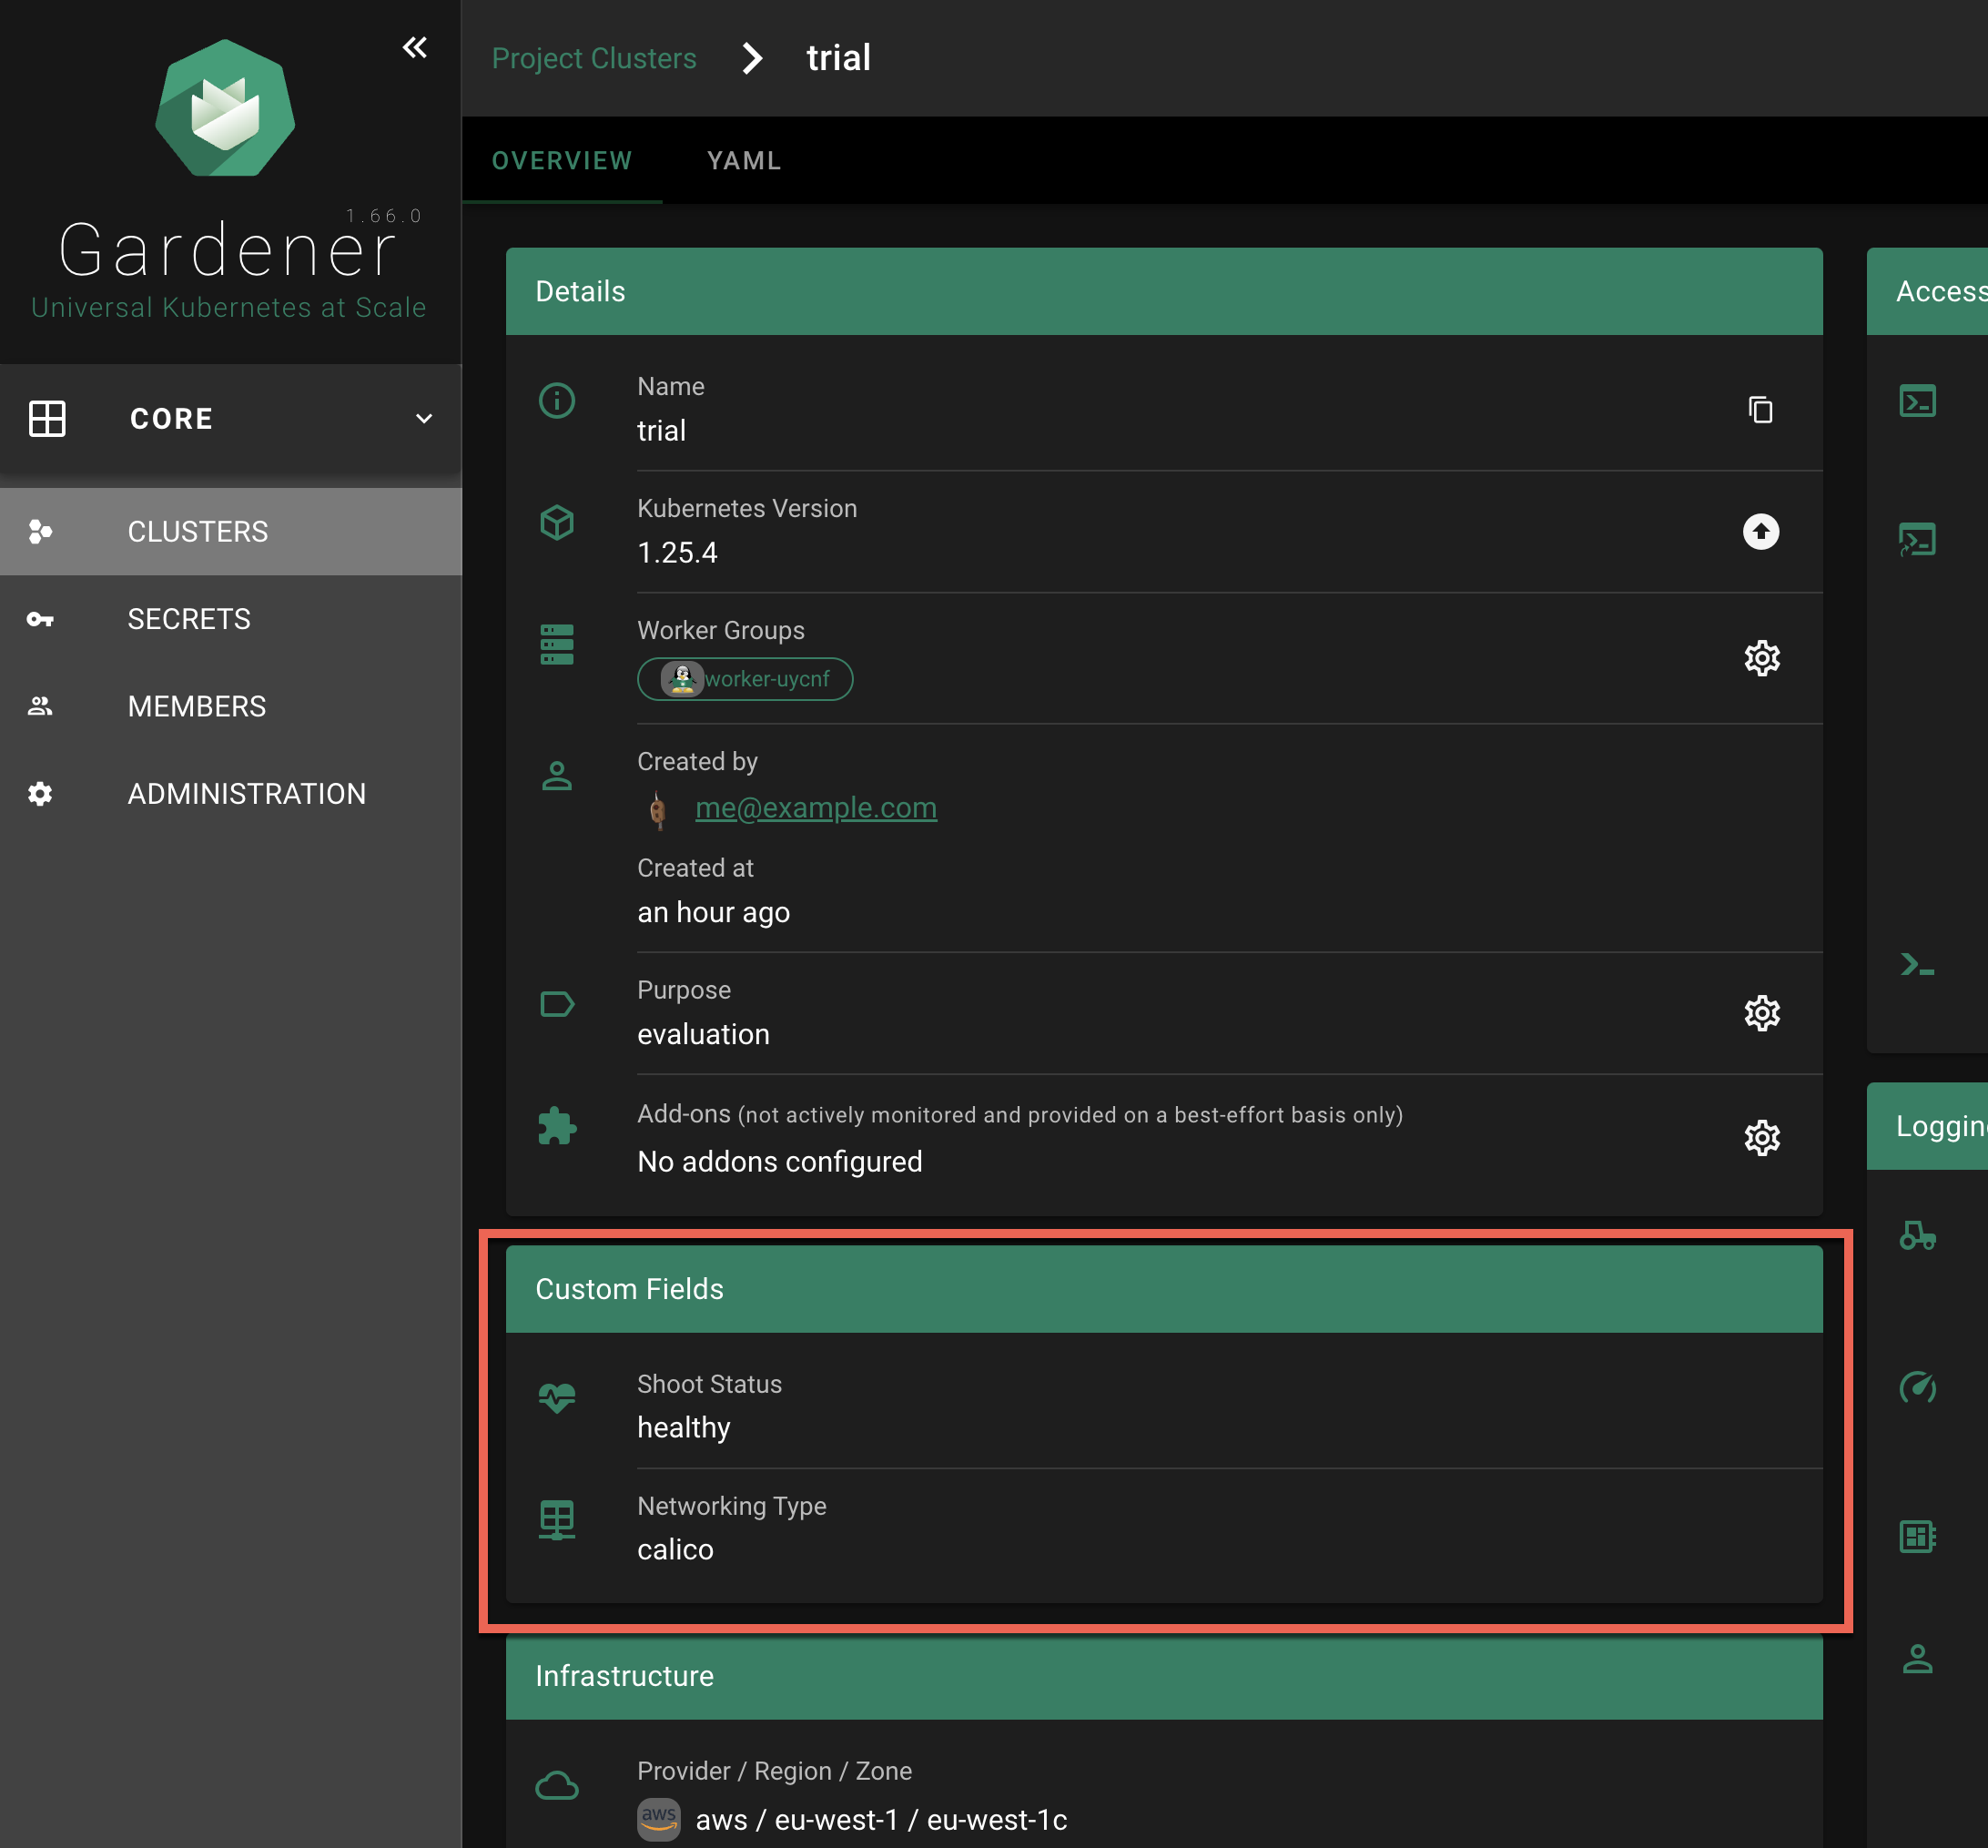 1.66.0
Gardener
Universal Kubernetes at Scale
CORE
CLUSTERS
SECRETS
MEMBERS
ADMINISTRATION
Project Clusters
trial
OVERVIEW
YAML
Details
Name
trial
Kubernetes Version
1.25.4
Worker Groups
worker-uycnf
Created by
me@example.com
Created at
an hour ago
Purpose
evaluation
Add-ons (not actively monitored and provided on a best-effort basis only)
No addons configured
Custom Fields
Shoot Status
healthy
Networking Type
calico
Infrastructure
Provider / Region / Zone
aws
aws / eu-west-1 / eu-west-1c
Access